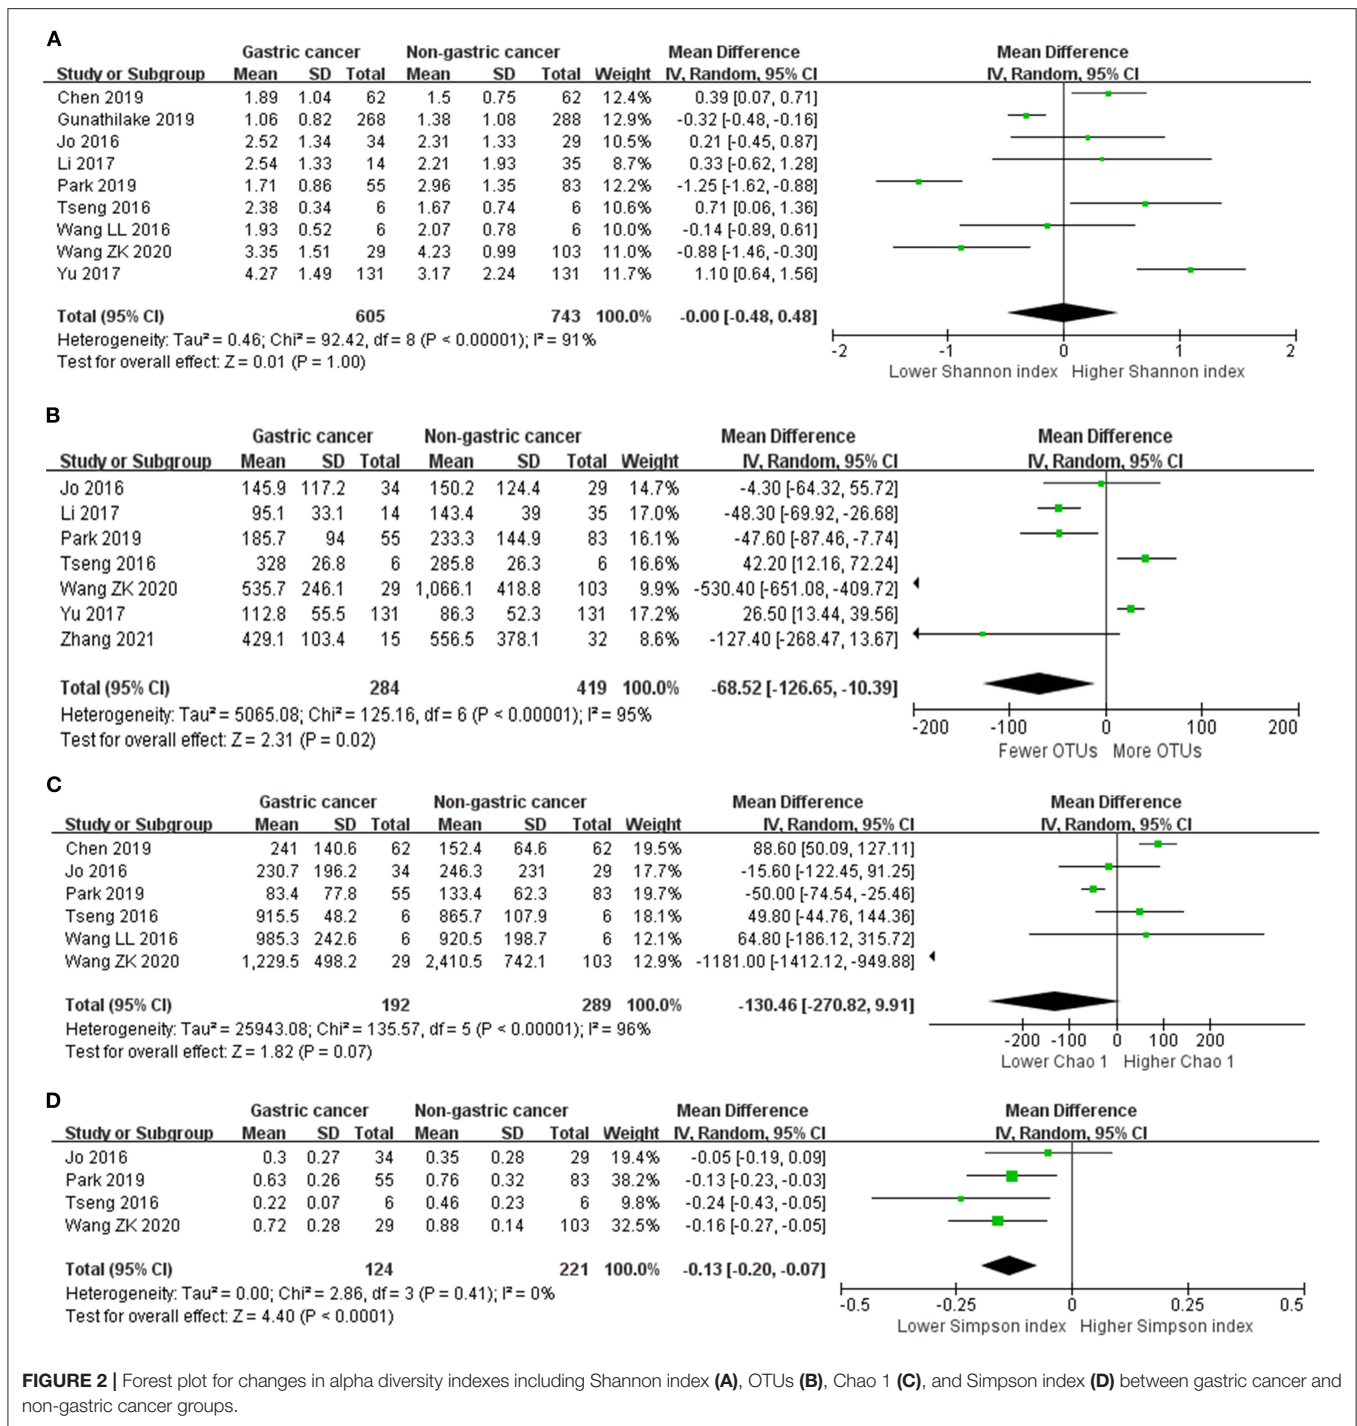 A
Gastric cancer Non-gastric cancer Mean Difference Mean Difference
Study or Subgroup Mean SD Total Mean SD Total Weight IV, Random, 95% CI IV, Random, 95% CI
Chen 2019 1.89 1.04 62 1.5 0.75 62 12.4% 0.39 [0.07, 0.71]
Gunathilake 2019 1.06 0.82 268 1.38 1.08 288 12.9% -0.32 [-0.48, -0.16]
Jo 2016 2.52 1.34 34 2.31 1.33 29 10.5% 0.21 [-0.45, 0.87]
Li 2017 2.54 1.33 14 2.21 1.93 35 8.7% 0.33 [-0.62, 1.28]
Park 2019 1.71 0.86 55 2.96 1.35 83 12.2% -1.25 [-1.62, -0.88]
Tseng 2016 2.38 0.34 6 1.67 0.74 6 10.6% 0.71 [0.06, 1.36]
Wang LL 2016 1.93 0.52 6 2.07 0.78 6 10.0% -0.14 [-0.89, 0.61]
Wang ZK 2020 3.35 1.51 29 4.23 0.99 103 11.0% -0.88 [-1.46, -0.30]
Yu 2017 4.27 1.49 131 3.17 2.24 131 11.7% 1.10 [0.64, 1.56]
Total (95% CI) 605 743 100.0% -0.00 [-0.48, 0.48]
Heterogeneity: Tau² = 0.46; Chi² = 92.42, df = 8 (P < 0.00001); I² = 91%
Test for overall effect: Z = 0.01 (P = 1.00)
-2 -1 0 1 2
Lower Shannon index Higher Shannon index
B
Gastric cancer Non-gastric cancer Mean Difference Mean Difference
Study or Subgroup Mean SD Total Mean SD Total Weight IV, Random, 95% CI IV, Random, 95% CI
Jo 2016 145.9 117.2 34 150.2 124.4 29 14.7% -4.30 [-64.32, 55.72]
Li 2017 95.1 33.1 14 143.4 39 35 17.0% -48.30 [-69.92, -26.68]
Park 2019 185.7 94 55 233.3 144.9 83 16.1% -47.60 [-87.46, -7.74]
Tseng 2016 328 26.8 6 285.8 26.3 6 16.6% 42.20 [12.16, 72.24]
Wang ZK 2020 535.7 246.1 29 1,066.1 418.8 103 9.9% -530.40 [-651.08, -409.72]
Yu 2017 112.8 55.5 131 86.3 52.3 131 17.2% 26.50 [13.44, 39.56]
Zhang 2021 429.1 103.4 15 556.5 378.1 32 8.6% -127.40 [-268.47, 13.67]
Total (95% CI) 284 419 100.0% -68.52 [-126.65, -10.39]
Heterogeneity: Tau² = 5065.08; Chi² = 125.16, df = 6 (P < 0.00001); I² = 95%
Test for overall effect: Z = 2.31 (P = 0.02)
-200 -100 0 100 200
Fewer OTUs More OTUs
C
Gastric cancer Non-gastric cancer Mean Difference Mean Difference
Study or Subgroup Mean SD Total Mean SD Total Weight IV, Random, 95% CI IV, Random, 95% CI
Chen 2019 241 140.6 62 152.4 64.6 62 19.5% 88.60 [50.09, 127.11]
Jo 2016 230.7 196.2 34 246.3 231 29 17.7% -15.60 [-122.45, 91.25]
Park 2019 83.4 77.8 55 133.4 62.3 83 19.7% -50.00 [-74.54, -25.46]
Tseng 2016 915.5 48.2 6 865.7 107.9 6 18.1% 49.80 [-44.76, 144.36]
Wang LL 2016 985.3 242.6 6 920.5 198.7 6 12.1% 64.80 [-186.12, 315.72]
Wang ZK 2020 1,229.5 498.2 29 2,410.5 742.1 103 12.9% -1181.00 [-1412.12, -949.88]
Total (95% CI) 192 289 100.0% -130.46 [-270.82, 9.91]
Heterogeneity: Tau² = 25943.08; Chi² = 135.57, df = 5 (P < 0.00001); I² = 96%
Test for overall effect: Z = 1.82 (P = 0.07)
-200 -100 0 100 200
Lower Chao 1 Higher Chao 1
D
Gastric cancer Non-gastric cancer Mean Difference Mean Difference
Study or Subgroup Mean SD Total Mean SD Total Weight IV, Random, 95% CI IV, Random, 95% CI
Jo 2016 0.3 0.27 34 0.35 0.28 29 19.4% -0.05 [-0.19, 0.09]
Park 2019 0.63 0.26 55 0.76 0.32 83 38.2% -0.13 [-0.23, -0.03]
Tseng 2016 0.22 0.07 6 0.46 0.23 6 9.8% -0.24 [-0.43, -0.05]
Wang ZK 2020 0.72 0.28 29 0.88 0.14 103 32.5% -0.16 [-0.27, -0.05]
Total (95% CI) 124 221 100.0% -0.13 [-0.20, -0.07]
Heterogeneity: Tau² = 0.00; Chi² = 2.86, df = 3 (P = 0.41); I² = 0%
Test for overall effect: Z = 4.40 (P < 0.0001)
-0.5 -0.25 0 0.25 0.5
Lower Simpson index Higher Simpson index
FIGURE 2 | Forest plot for changes in alpha diversity indexes including Shannon index (A), OTUs (B), Chao 1 (C), and Simpson index (D) between gastric cancer and
non-gastric cancer groups.